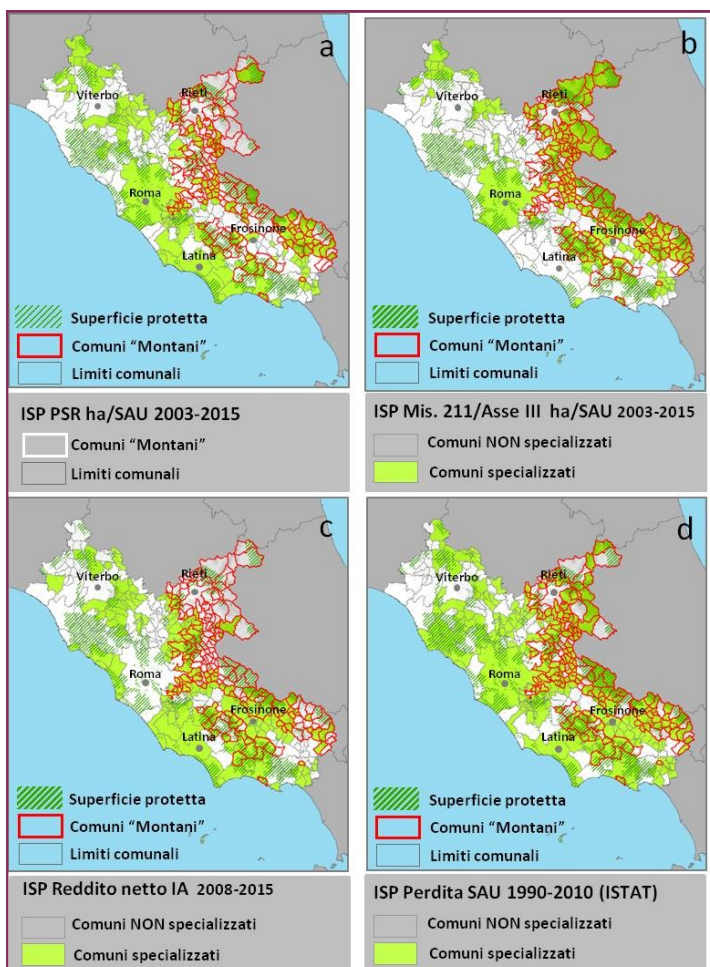 a
Viterbo
Rieti
Roma
Frosinone
Latina
Superficie protetta
Comuni “Montani”
Limiti comunali
ISP PSR ha/SAU 2003-2015
Comuni “Montani”
Limiti comunali
b
Viterbo
Rieti
Roma
Frosinone
Latina
Superficie protetta
Comuni “Montani”
Limiti comunali
ISP Mis. 211/Asse III ha/SAU 2003-2015
Comuni NON specializzati
Comuni specializzati
c
Viterbo
Rieti
Roma
Frosinone
Latina
Superficie protetta
Comuni “Montani”
Limiti comunali
ISP Reddito netto IA 2008-2015
Comuni NON specializzati
Comuni specializzati
d
Viterbo
Rieti
Roma
Frosinone
Latina
Superficie protetta
Comuni “Montani”
Limiti comunali
ISP Perdita SAU 1990-2010 (ISTAT)
Comuni NON specializzati
Comuni specializzati